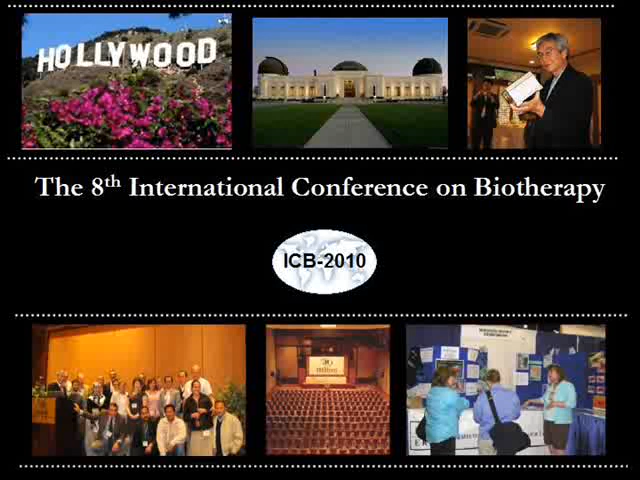 HOLLYWOOD
The 8th International Conference on Biotherapy
ICB-2010